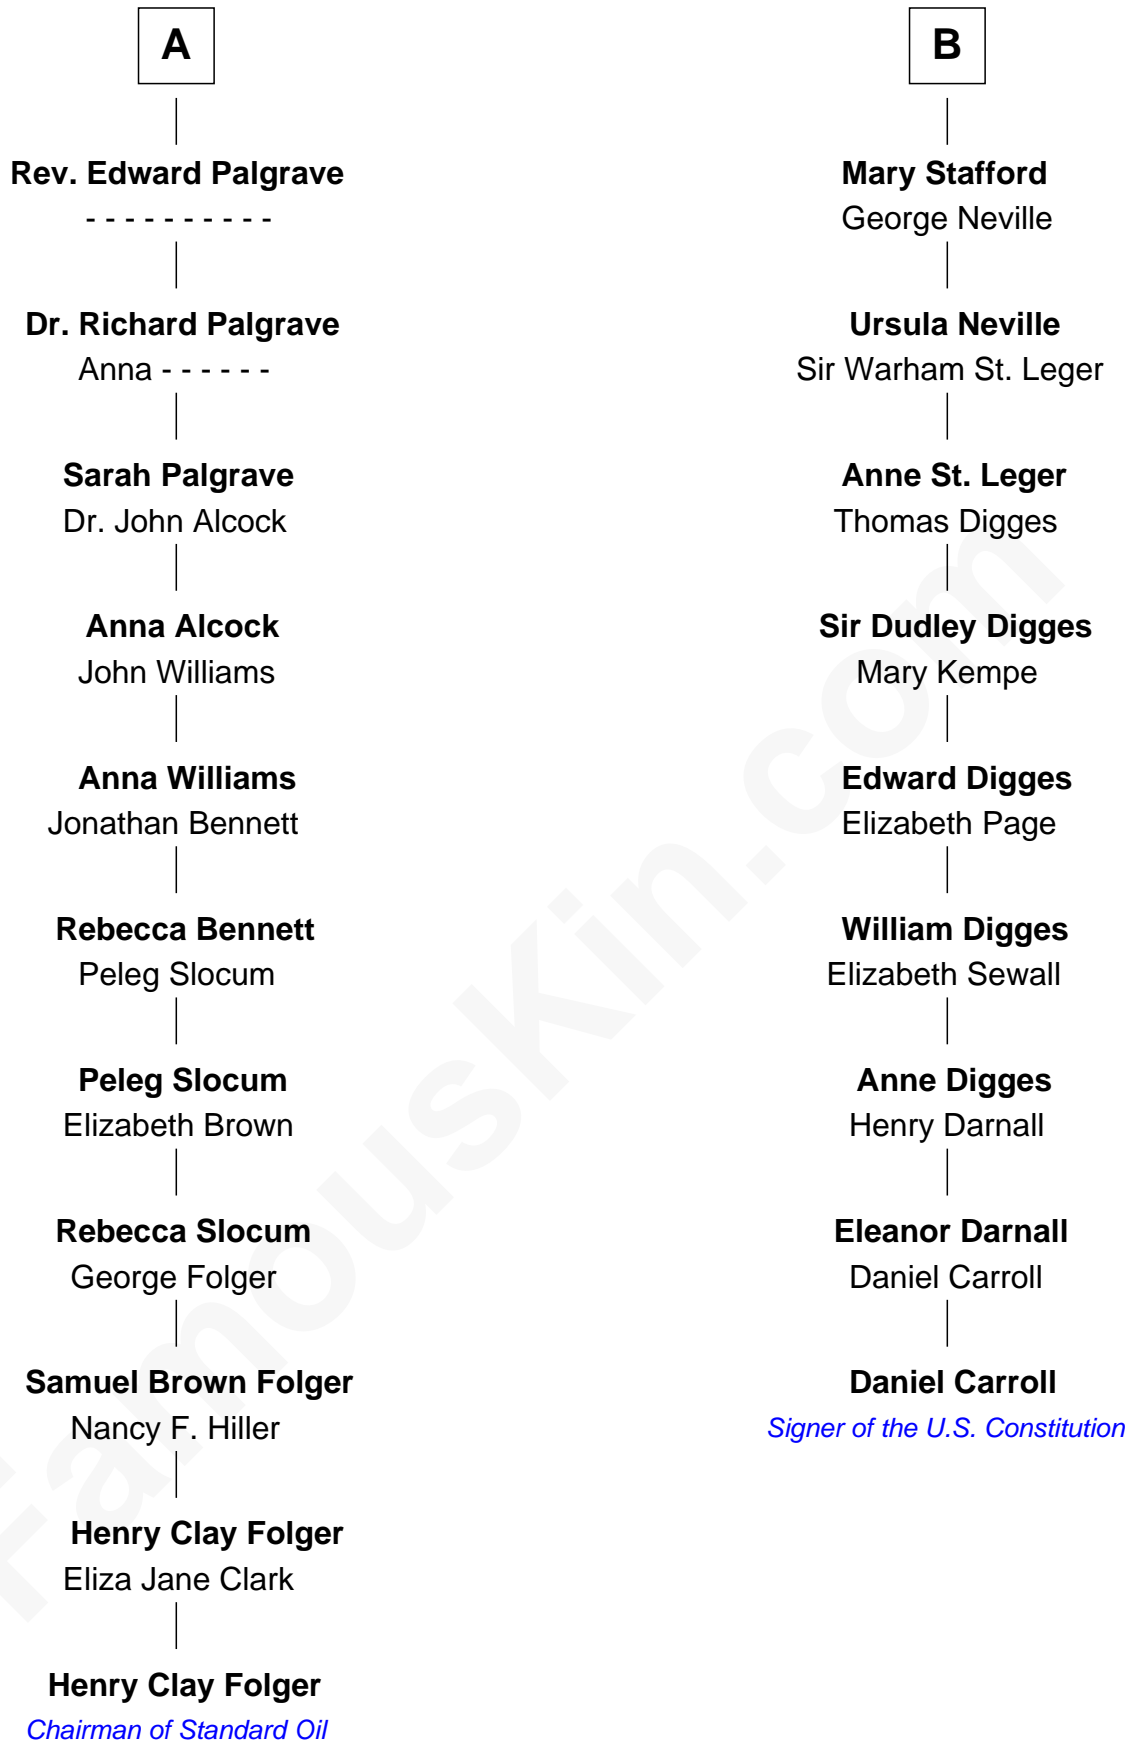 A
Rev. Edward Palgrave
- - - - - - - - - -
Dr. Richard Palgrave
Anna - - - - - -
Sarah Palgrave
Dr. John Alcock
Anna Alcock
John Williams
Anna Williams
Jonathan Bennett
Rebecca Bennett
Peleg Slocum
Peleg Slocum
Elizabeth Brown
Rebecca Slocum
George Folger
Samuel Brown Folger
Nancy F. Hiller
Henry Clay Folger
Eliza Jane Clark
Henry Clay Folger
Chairman of Standard Oil
B
Mary Stafford
George Neville
Ursula Neville
Sir Warham St. Leger
Anne St. Leger
Thomas Digges
Sir Dudley Digges
Mary Kempe
Edward Digges
Elizabeth Page
William Digges
Elizabeth Sewall
Anne Digges
Henry Darnall
Eleanor Darnall
Daniel Carroll
Daniel Carroll
Signer of the U.S. Constitution
FamousKin.com